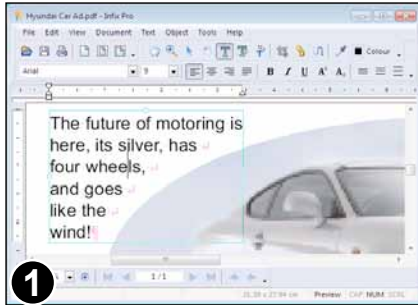 Hyundai Car Ad.pdf - Infix Pro
File Edit View Document Text Object Tools Help
Colour
Arial 9 B I U A A
The future of motoring is
here, its silver, has
four wheels,
and goes
like the
wind!
1 1 / 1
Preview CAP NUM SCRL